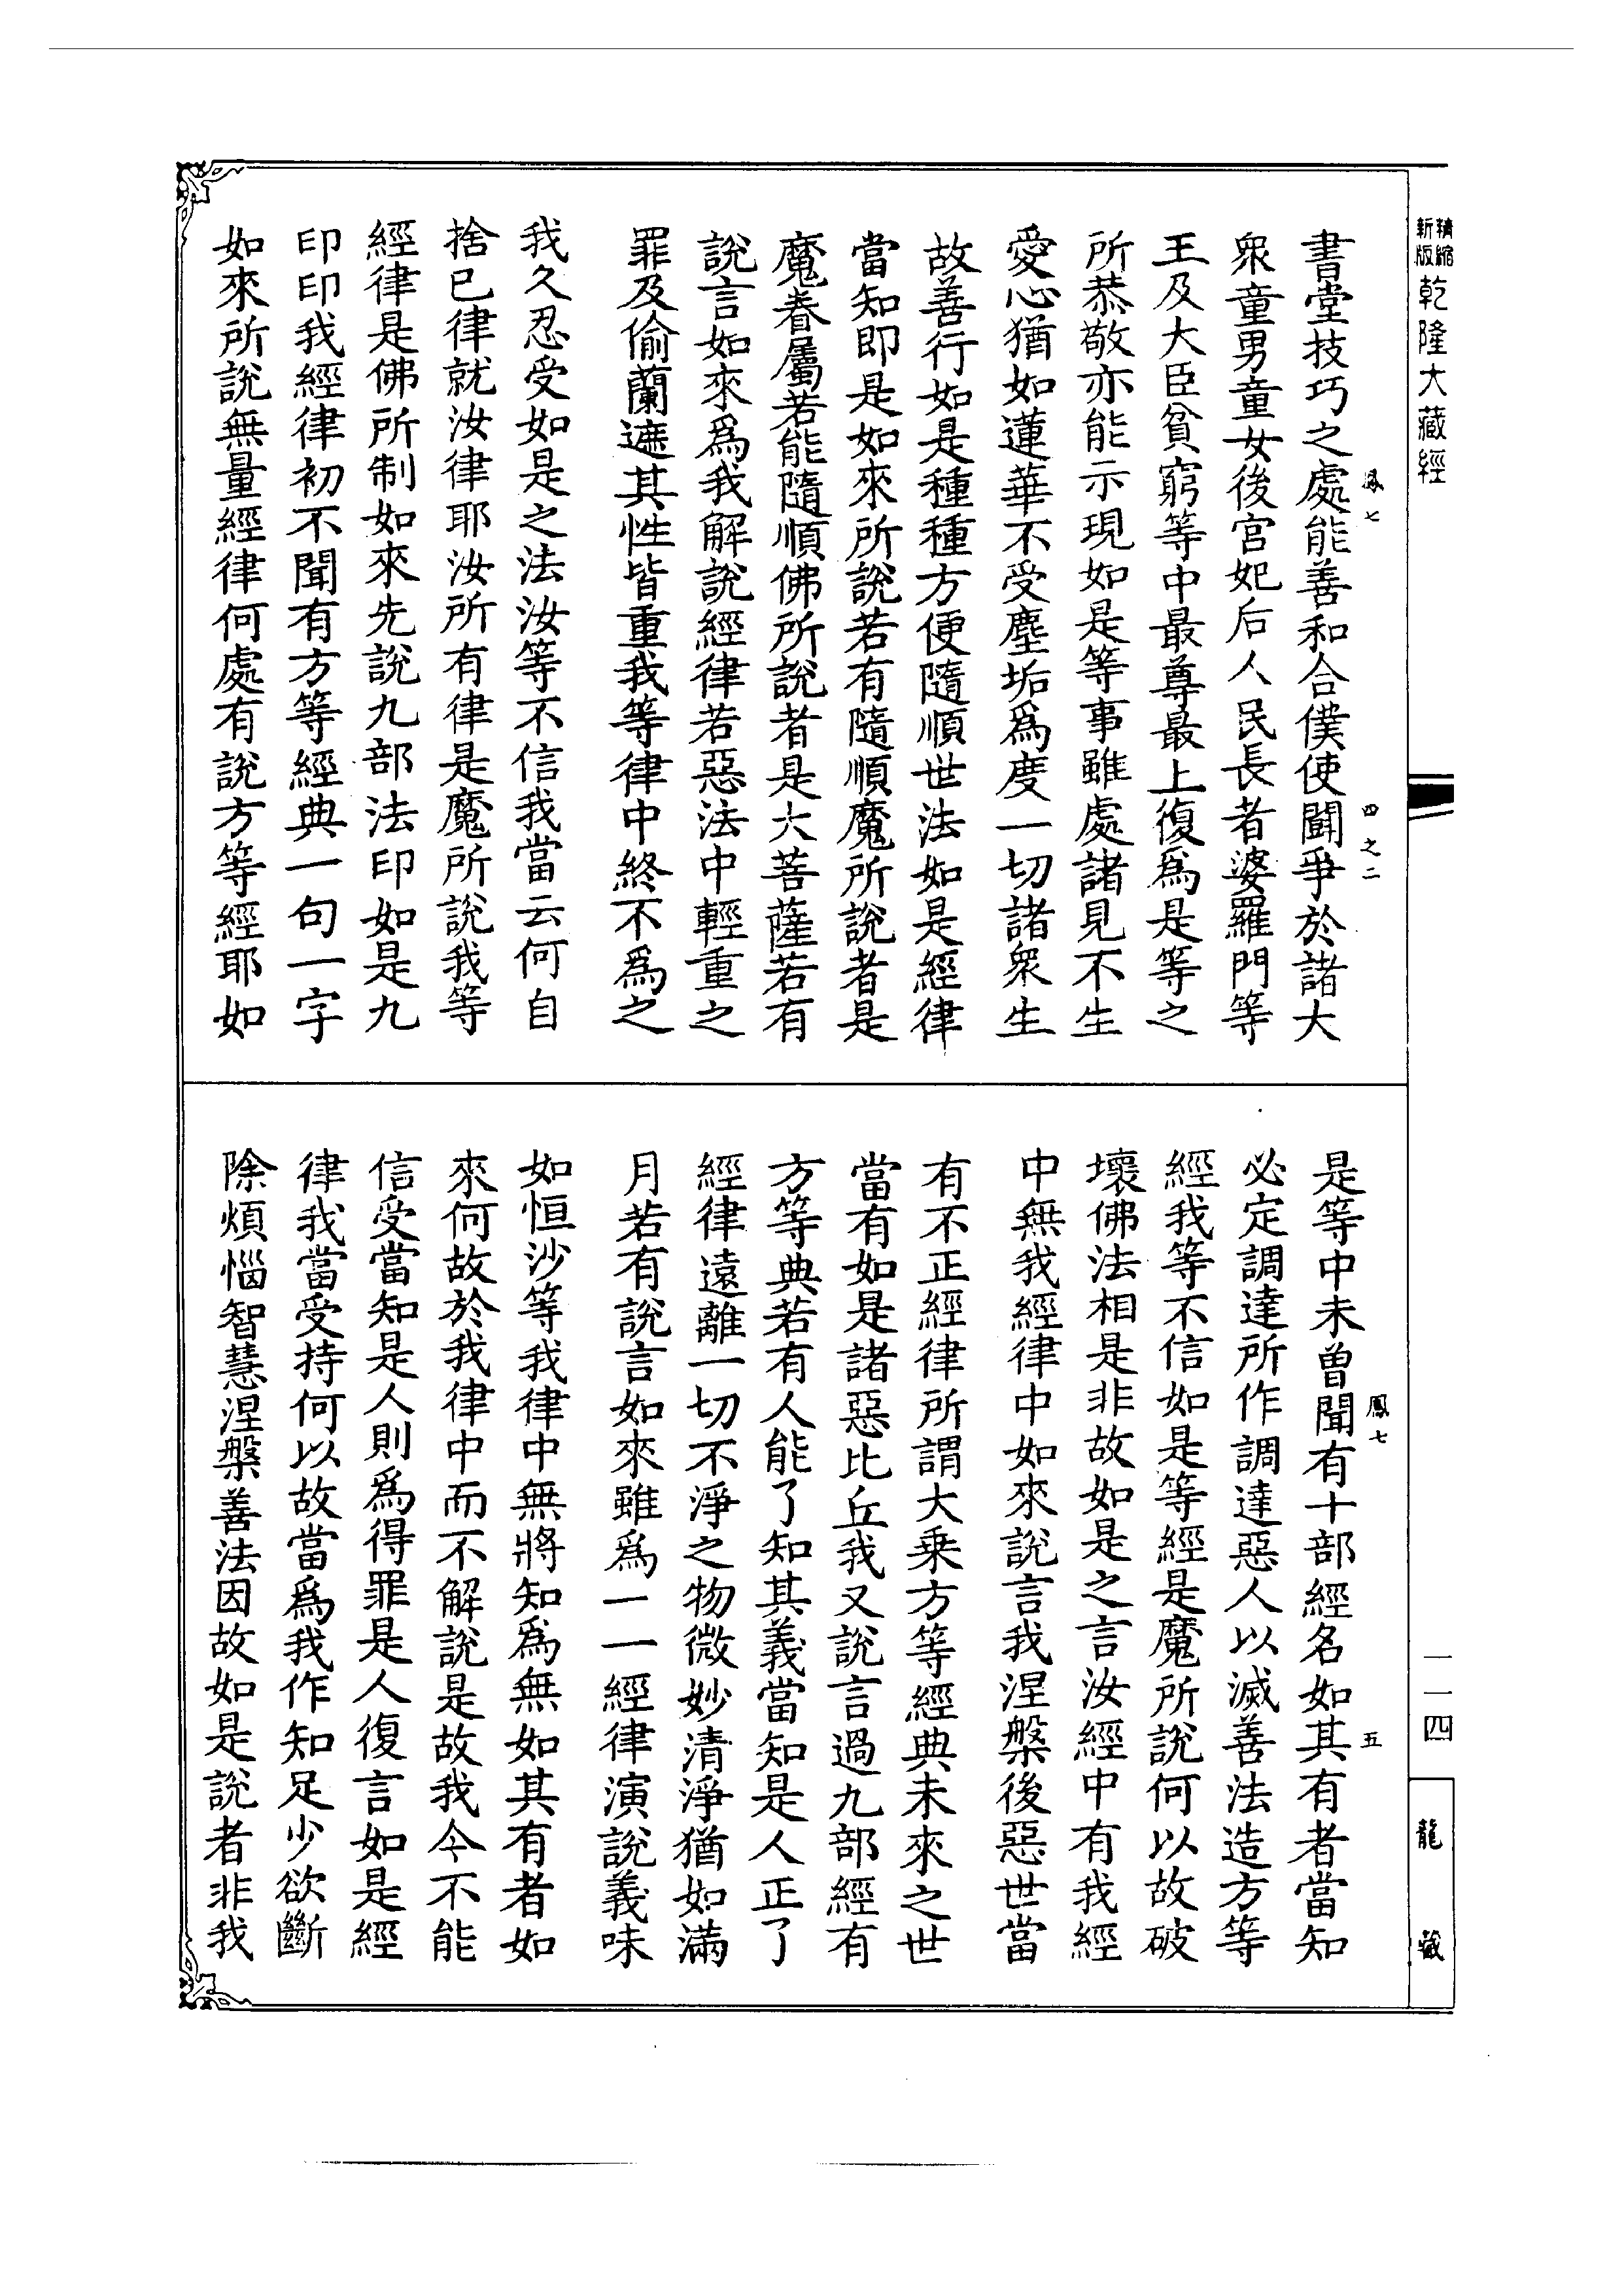 精縮新版乾隆大藏經
鳳七 四之二
書堂技巧之處能善和合僕使鬪爭於諸大
衆童男童女後宫妃后人民長者婆羅門等
王及大臣貧窮等中最尊最上復爲是等之
所恭敬亦能示現如是等事雖處諸見不生
愛心猶如蓮華不受塵垢爲度一切諸衆生
故善行如是種種方便隨順世法如是經律
當知即是如來所說若有隨順魔所說者是
魔眷屬若能隨順佛所說者是大菩薩若有
說言如來爲我解說經律若惡法中輕重之
罪及偷蘭遮其性皆重我等律中終不爲之
我久忍受如是之法汝等不信我當云何自
捨已律就汝律耶汝所有律是魔所說我等
經律是佛所制如來先說九部法印如是九
印印我經律初不聞有方等經典一句一字
如來所說無量經律何處有說方等經耶如
鳳七 五
是等中未曾聞有十部經名如其有者當知
必定調達所作調達惡人以滅善法造方等
經我等不信如是等經是魔所說何以故破
壞佛法相是非故如是之言汝經中有我經
中無我經律中如來說言我涅槃後惡世當
有不正經律所謂大乗方等經典未來之世
當有如是諸惡比丘我又說言過九部經有
方等典若有人能了知其義當知是人正了
經律遠離一切不淨之物微妙清淨猶如滿
月若有說言如來雖爲一一經律演說義味
如恒沙等我律中無將知爲無如其有者如
來何故於我律中而不解說是故我今不能
信受當知是人則爲得罪是人復言如是經
律我當受持何以故當爲我作知足少欲斷
除煩惱智慧涅槃善法因故如是說者非我
一一四
龍藏